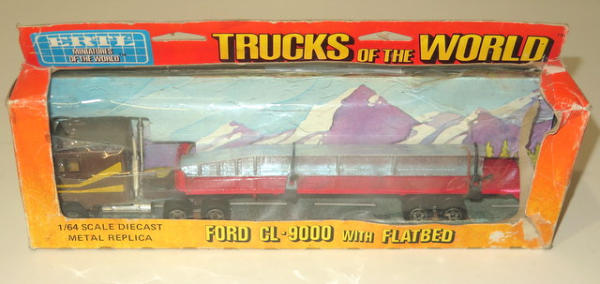 ERTL
MINIATURES
OF THE WORLD
TRUCKS OF THE WORLD
1/64 SCALE DIECAST
METAL REPLICA
FORD CL-9000 WITH FLATBED